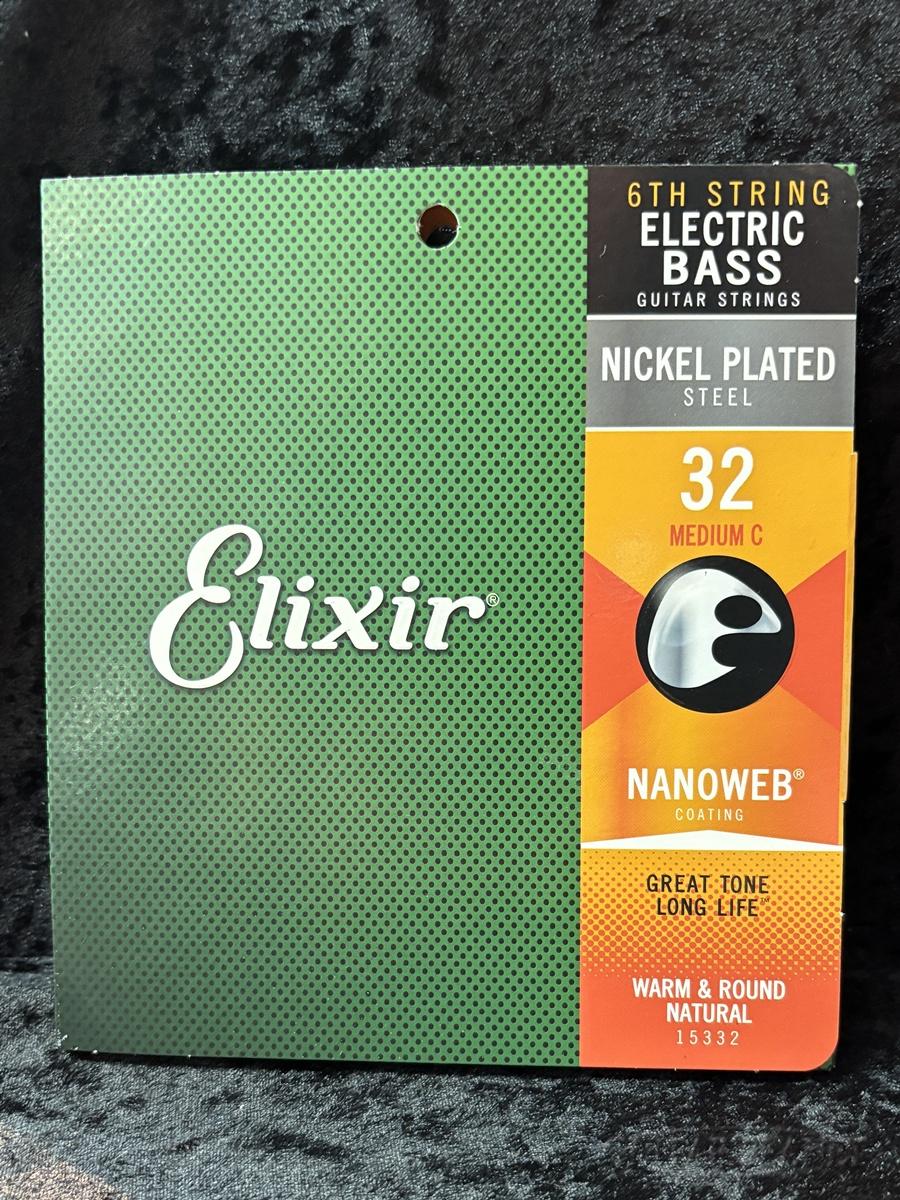 Elixir®
6TH STRING
ELECTRIC
BASS
GUITAR STRINGS
NICKEL PLATED
STEEL
32
MEDIUM C
NANOWEB®
COATING
GREAT TONE
LONG LIFE™
WARM & ROUND
NATURAL
15332